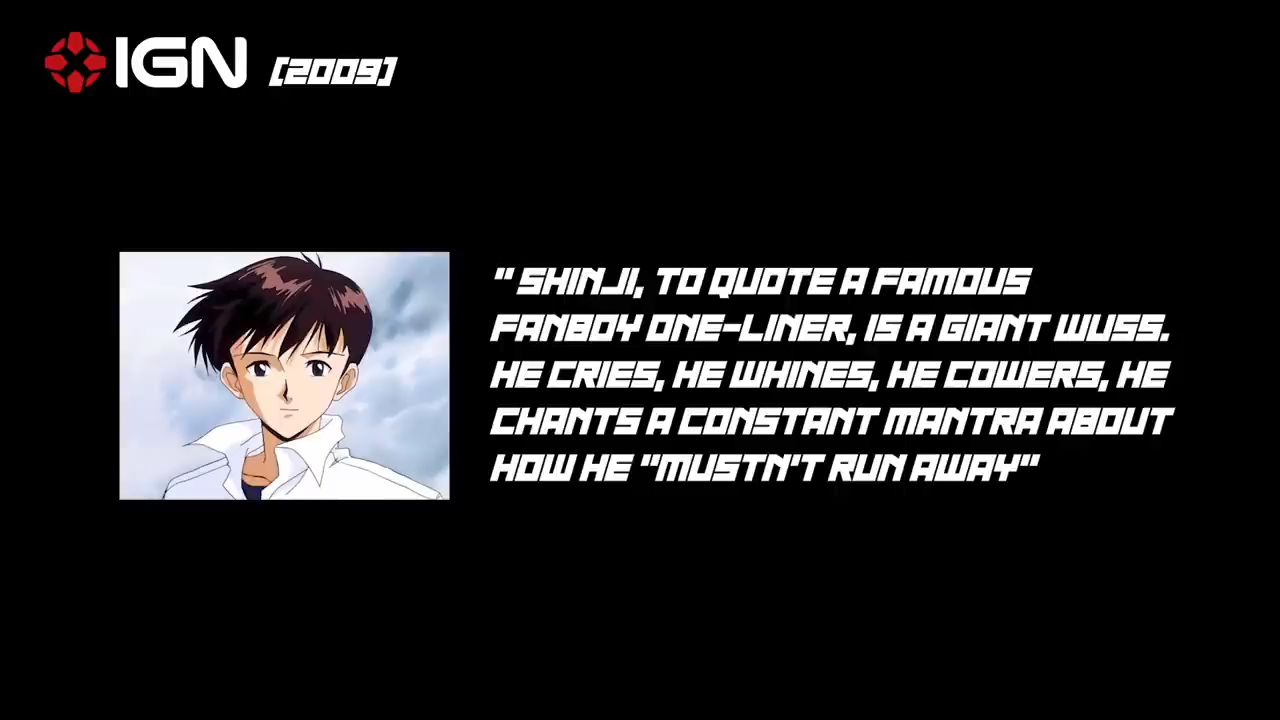 IGN [2009]
" SHINJI, TO QUOTE A FAMOUS
FANBOY ONE-LINER, IS A GIANT WUSS.
HE CRIES, HE WHINES, HE COWERS, HE
CHANTS A CONSTANT MANTRA ABOUT
HOW HE "MUSTN'T RUN AWAY"